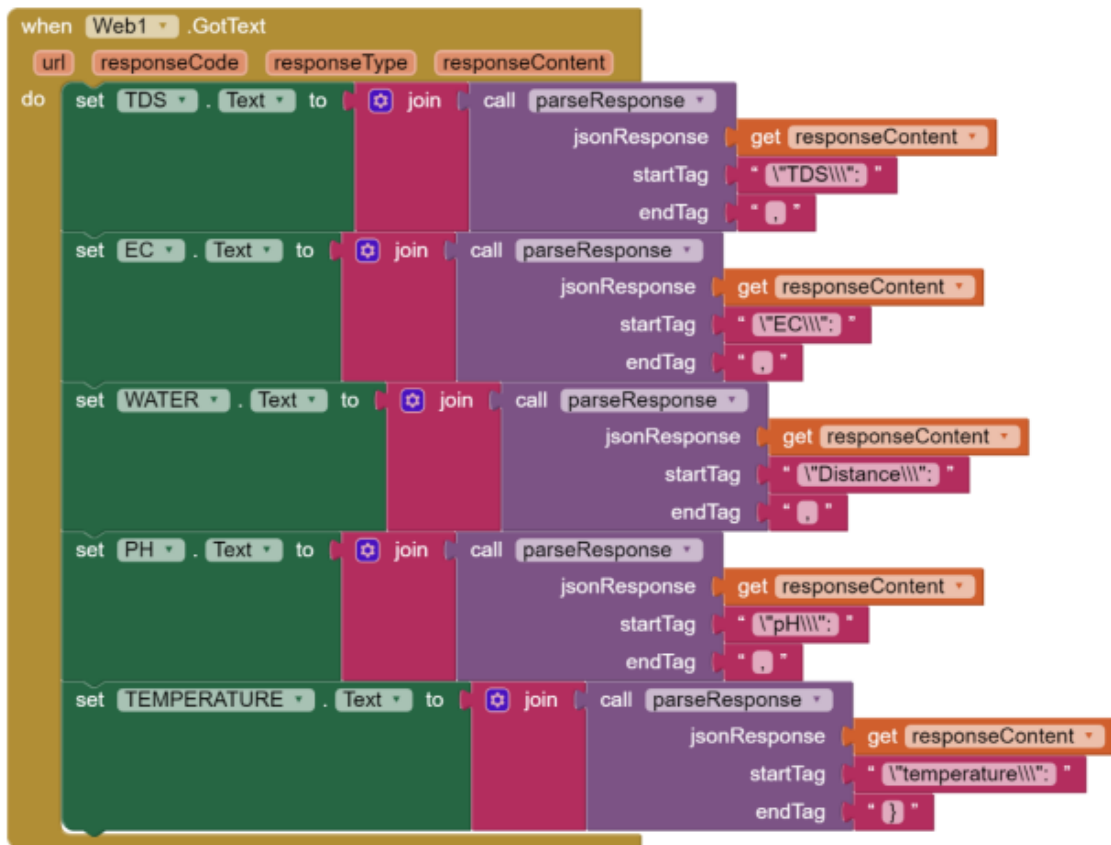 when Web1 .GotText
url responseCode responseType responseContent
do set TDS . Text to join call parseResponse
jsonResponse get responseContent
startTag “ \"TDS\\\": ”
endTag “ , ”
set EC . Text to join call parseResponse
jsonResponse get responseContent
startTag “ \"EC\\\": ”
endTag “ , ”
set WATER . Text to join call parseResponse
jsonResponse get responseContent
startTag “ \"Distance\\\": ”
endTag “ , ”
set PH . Text to join call parseResponse
jsonResponse get responseContent
startTag “ \"pH\\\": ”
endTag “ , ”
set TEMPERATURE . Text to join call parseResponse
jsonResponse get responseContent
startTag “ \"temperature\\\": ”
endTag “ } ”